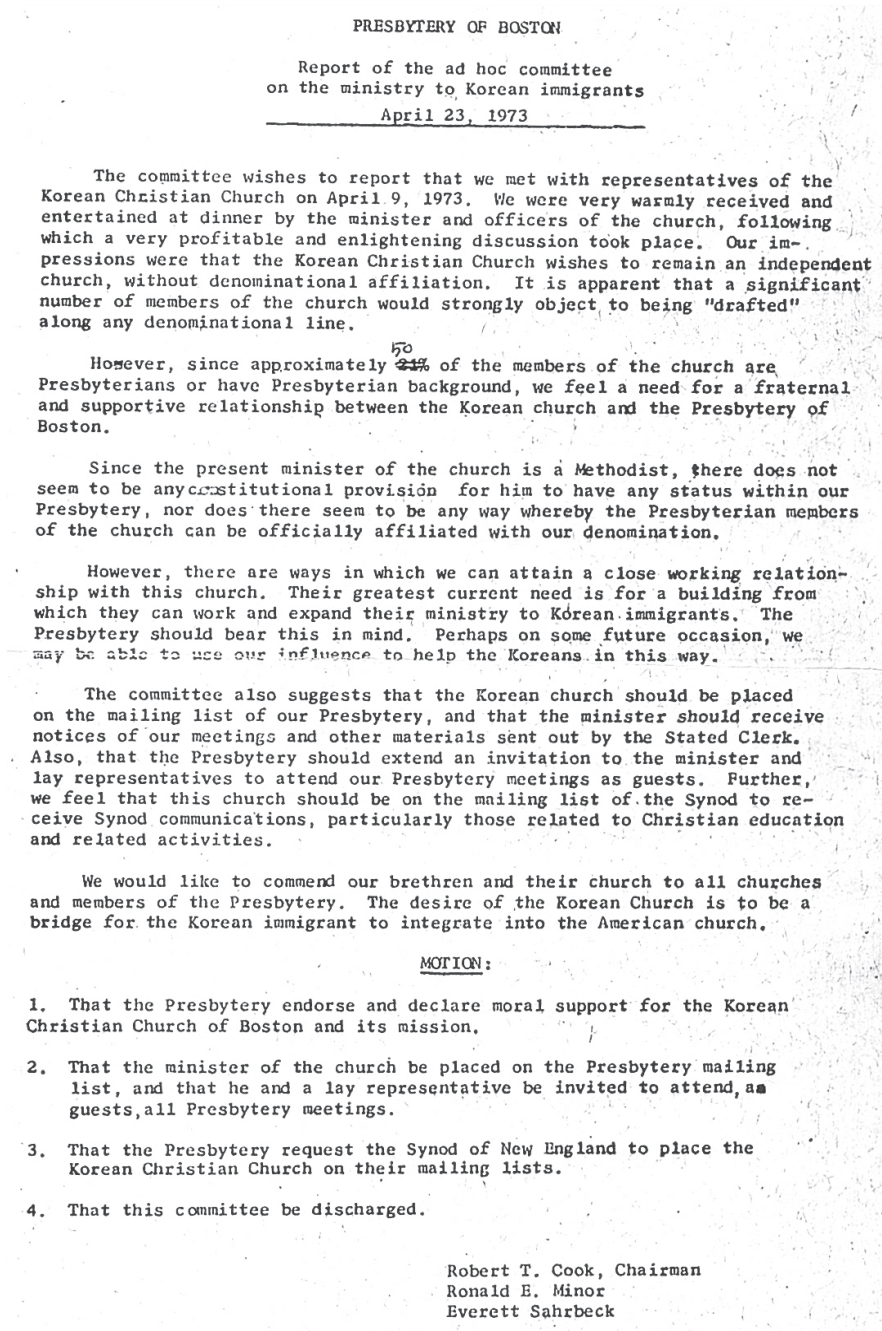 PRESBYTERY OF BOSTON
Report of the ad hoc committee
on the ministry to Korean immigrants
April 23, 1973
The committee wishes to report that we met with representatives of the
Korean Christian Church on April 9, 1973. We were very warmly received and
entertained at dinner by the minister and officers of the church, following
which a very profitable and enlightening discussion took place. Our im-
pressions were that the Korean Christian Church wishes to remain an independent
church, without denominational affiliation. It is apparent that a significant
number of members of the church would strongly object to being "drafted"
along any denominational line.
50
However, since approximately 21% of the members of the church are
Presbyterians or have Presbyterian background, we feel a need for a fraternal
and supportive relationship between the Korean church and the Presbytery of
Boston.
Since the present minister of the church is a Methodist, there does not
seem to be any constitutional provision for him to have any status within our
Presbytery, nor does there seem to be any way whereby the Presbyterian members
of the church can be officially affiliated with our denomination.
However, there are ways in which we can attain a close working relation-
ship with this church. Their greatest current need is for a building from
which they can work and expand their ministry to Korean immigrants. The
Presbytery should bear this in mind. Perhaps on some future occasion, we
may be able to use our influence to help the Koreans in this way.
The committee also suggests that the Korean church should be placed
on the mailing list of our Presbytery, and that the minister should receive
notices of our meetings and other materials sent out by the Stated Clerk.
Also, that the Presbytery should extend an invitation to the minister and
lay representatives to attend our Presbytery meetings as guests. Further,
we feel that this church should be on the mailing list of the Synod to re-
ceive Synod communications, particularly those related to Christian education
and related activities.
We would like to commend our brethren and their church to all churches
and members of the Presbytery. The desire of the Korean Church is to be a
bridge for the Korean immigrant to integrate into the American church.
MOTION:
1. That the Presbytery endorse and declare moral support for the Korean
Christian Church of Boston and its mission.
2. That the minister of the church be placed on the Presbytery mailing
list, and that he and a lay representative be invited to attend, as
guests, all Presbytery meetings.
3. That the Presbytery request the Synod of New England to place the
Korean Christian Church on their mailing lists.
4. That this committee be discharged.
Robert T. Cook, Chairman
Ronald E. Minor
Everett Sahrbeck